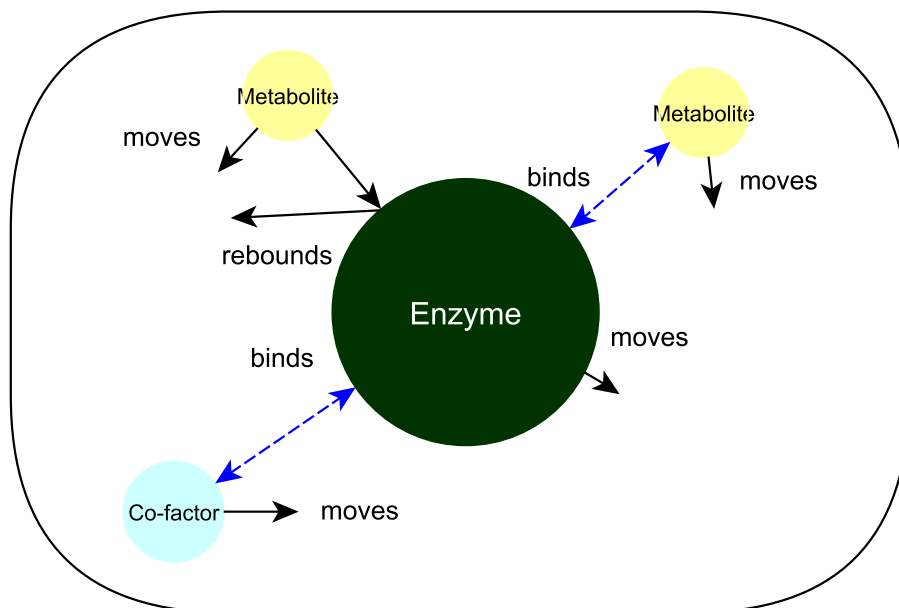 Metabolite
Metabolite
moves
binds
moves
rebounds
Enzyme
moves
binds
Co-factor
moves